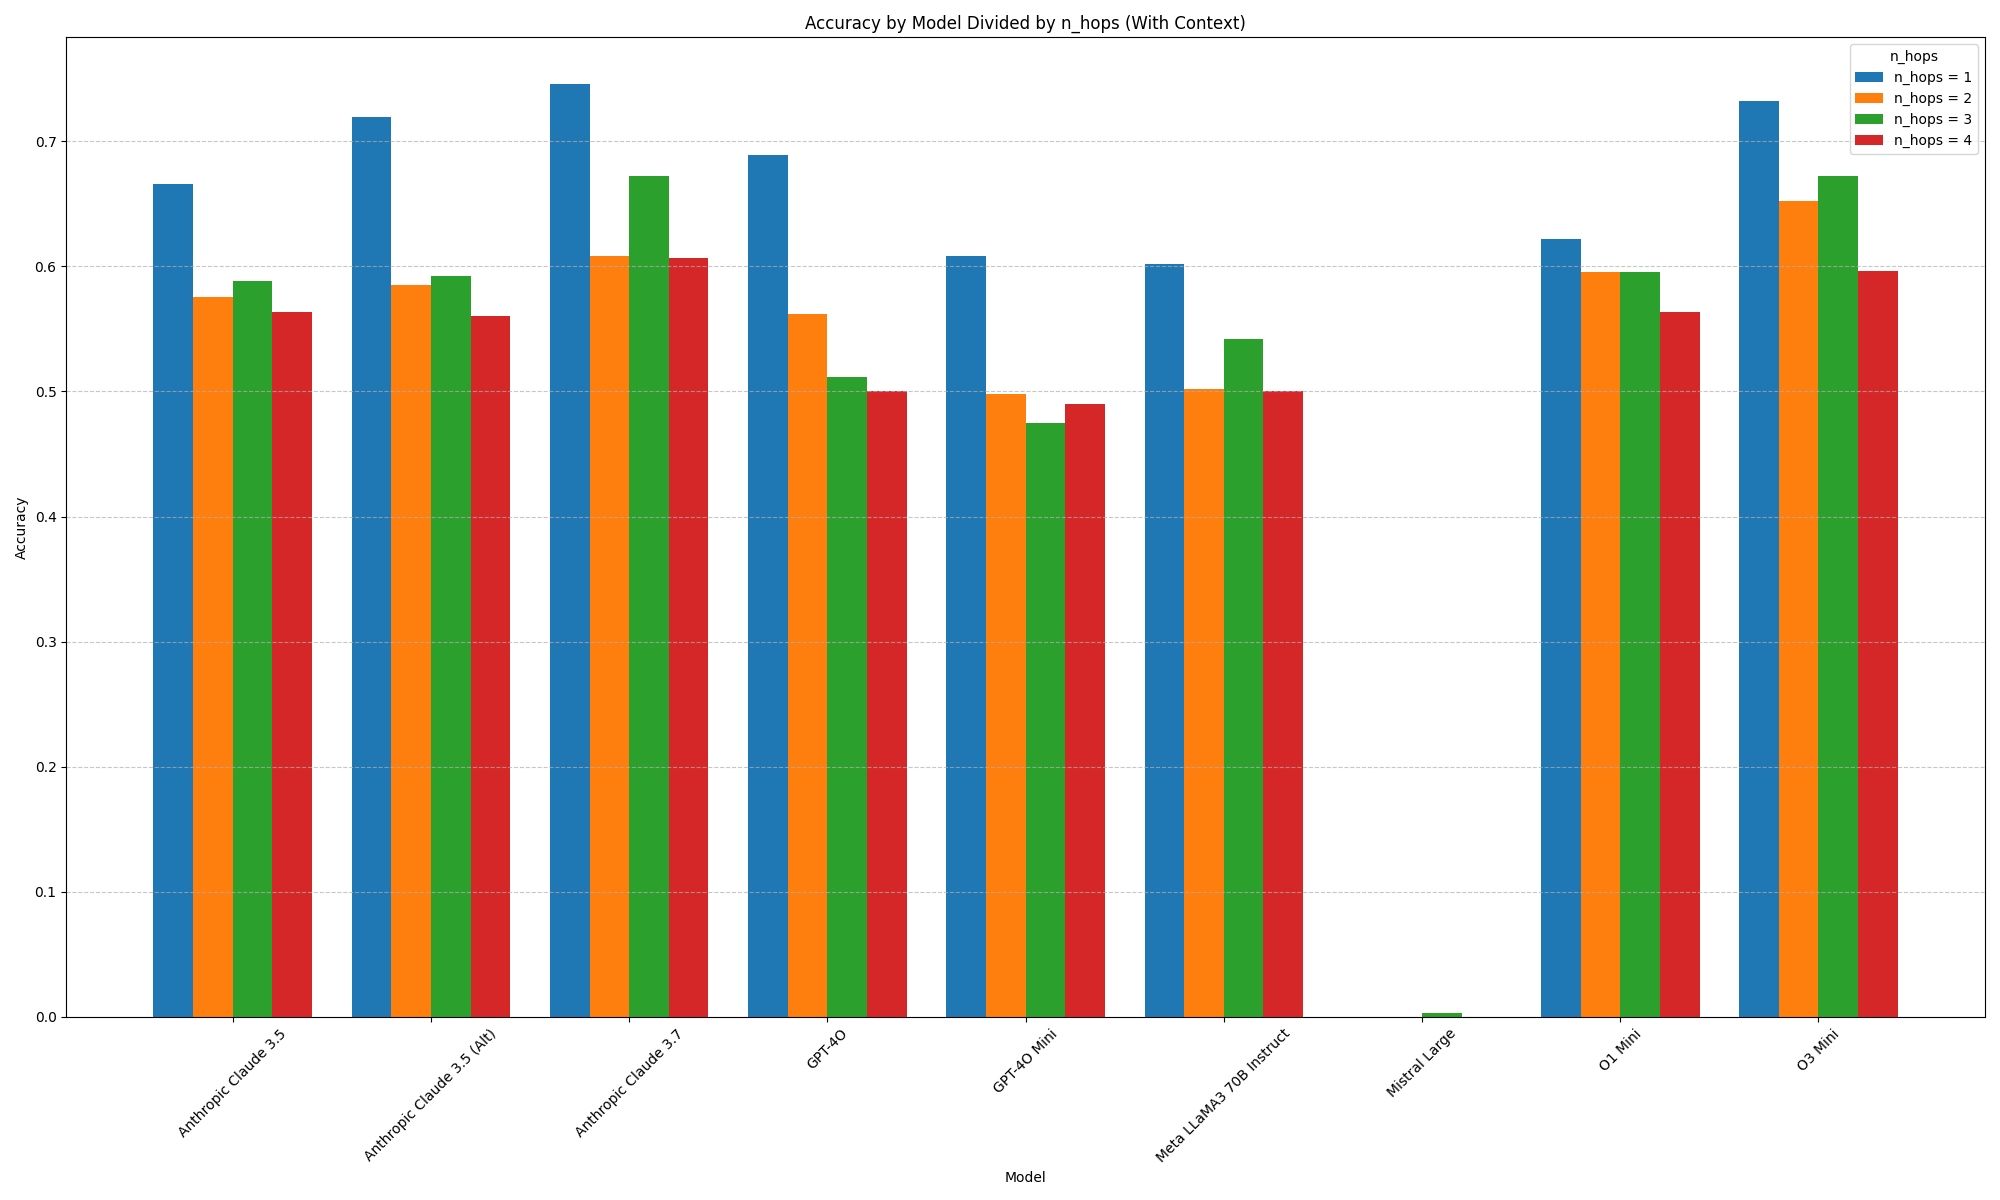 Accuracy by Model Divided by n_hops (With Context)
n_hops
n_hops = 1
n_hops = 2
n_hops = 3
n_hops = 4
Accuracy
0.7
0.6
0.5
0.4
0.3
0.2
0.1
0.0
Anthropic Claude 3.5
Anthropic Claude 3.5 (Alt)
Anthropic Claude 3.7
GPT-4O
GPT-4O Mini
Meta LLaMA3 70B Instruct
Mistral Large
O1 Mini
O3 Mini
Model